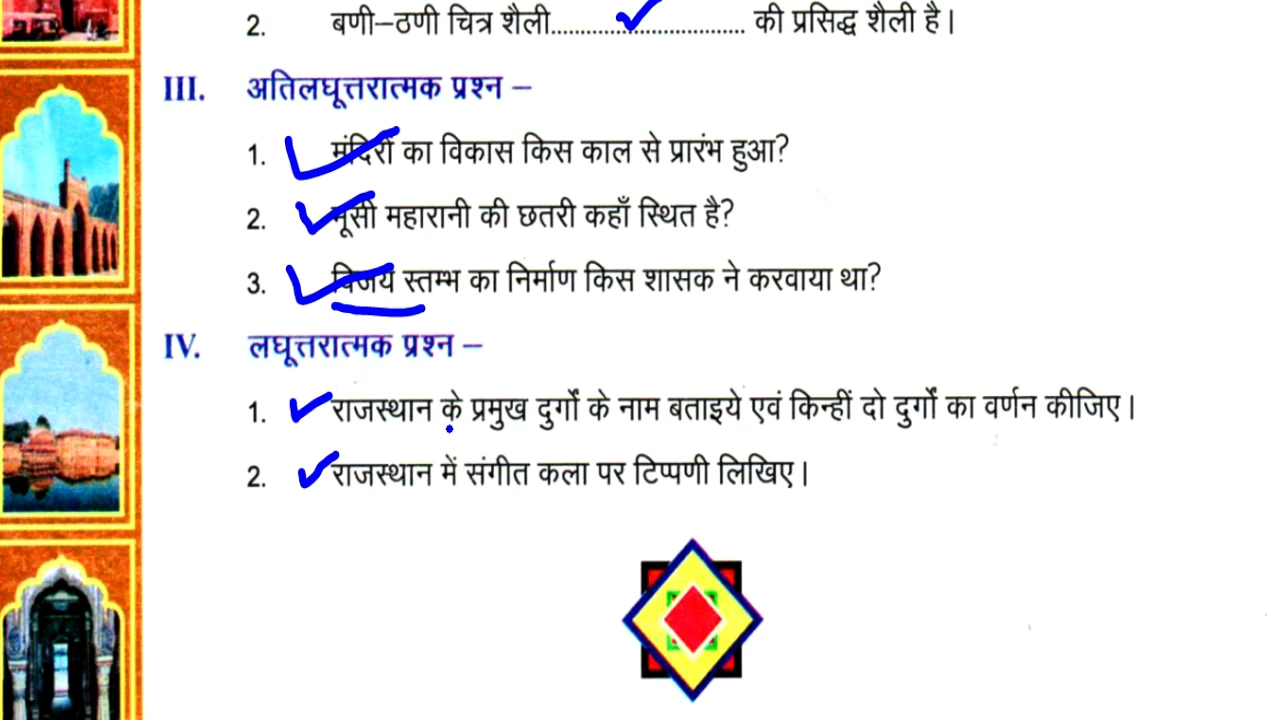 2. बणी–ठणी चित्र शैली.................................. की प्रसिद्ध शैली है।
III. अतिलघूत्तरात्मक प्रश्न –
1. मंदिरों का विकास किस काल से प्रारंभ हुआ?
2. मूसी महारानी की छतरी कहाँ स्थित है?
3. विजय स्तम्भ का निर्माण किस शासक ने करवाया था?
IV. लघूत्तरात्मक प्रश्न –
1. राजस्थान के प्रमुख दुर्गों के नाम बताइये एवं किन्हीं दो दुर्गों का वर्णन कीजिए।
2. राजस्थान में संगीत कला पर टिप्पणी लिखिए।